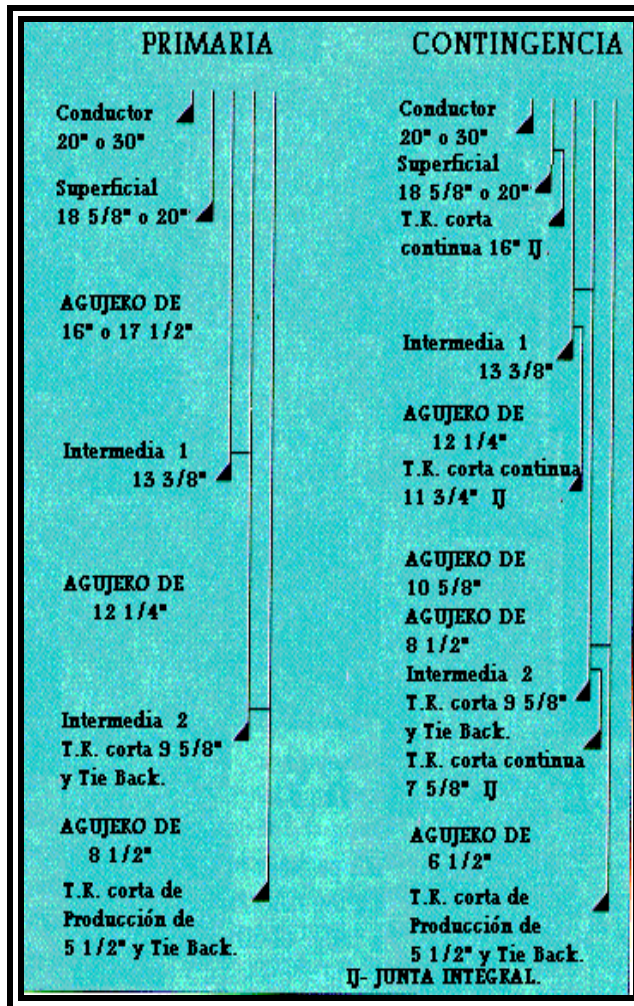 PRIMARIA
Conductor
20" o 30"
Superficial
18 5/8" o 20"
AGUJERO DE
16" o 17 1/2"
Intermedia 1
13 3/8"
AGUJERO DE
12 1/4"
Intermedia 2
T.R. corta 9 5/8"
y Tie Back.
AGUJERO DE
8 1/2"
T.R. corta de
Producción de
5 1/2" y Tie Back.
CONTINGENCIA
Conductor
20" o 30"
Superficial
18 5/8" o 20"
T.R. corta
continua 16" IJ
Intermedia 1
13 3/8"
AGUJERO DE
12 1/4"
T.R. corta continua
11 3/4" IJ
AGUJERO DE
10 5/8"
AGUJERO DE
8 1/2"
Intermedia 2
T.R. corta 9 5/8"
y Tie Back.
T.R. corta continua
7 5/8" IJ
AGUJERO DE
6 1/2"
T.R. corta de
Producción de
5 1/2" y Tie Back.
IJ- JUNTA INTEGRAL.